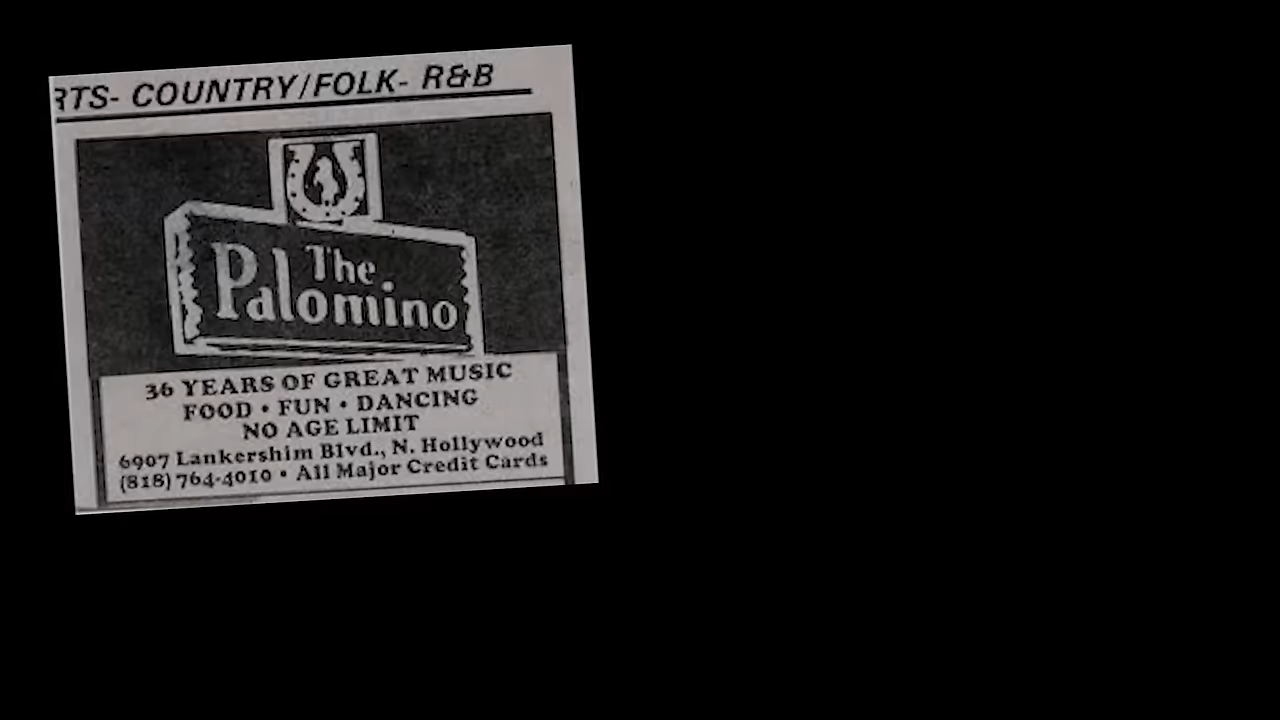 RTS- COUNTRY/FOLK- R&B
The
Palomino
36 YEARS OF GREAT MUSIC
FOOD • FUN • DANCING
NO AGE LIMIT
6907 Lankershim Blvd., N. Hollywood
(818) 764-4010 • All Major Credit Cards